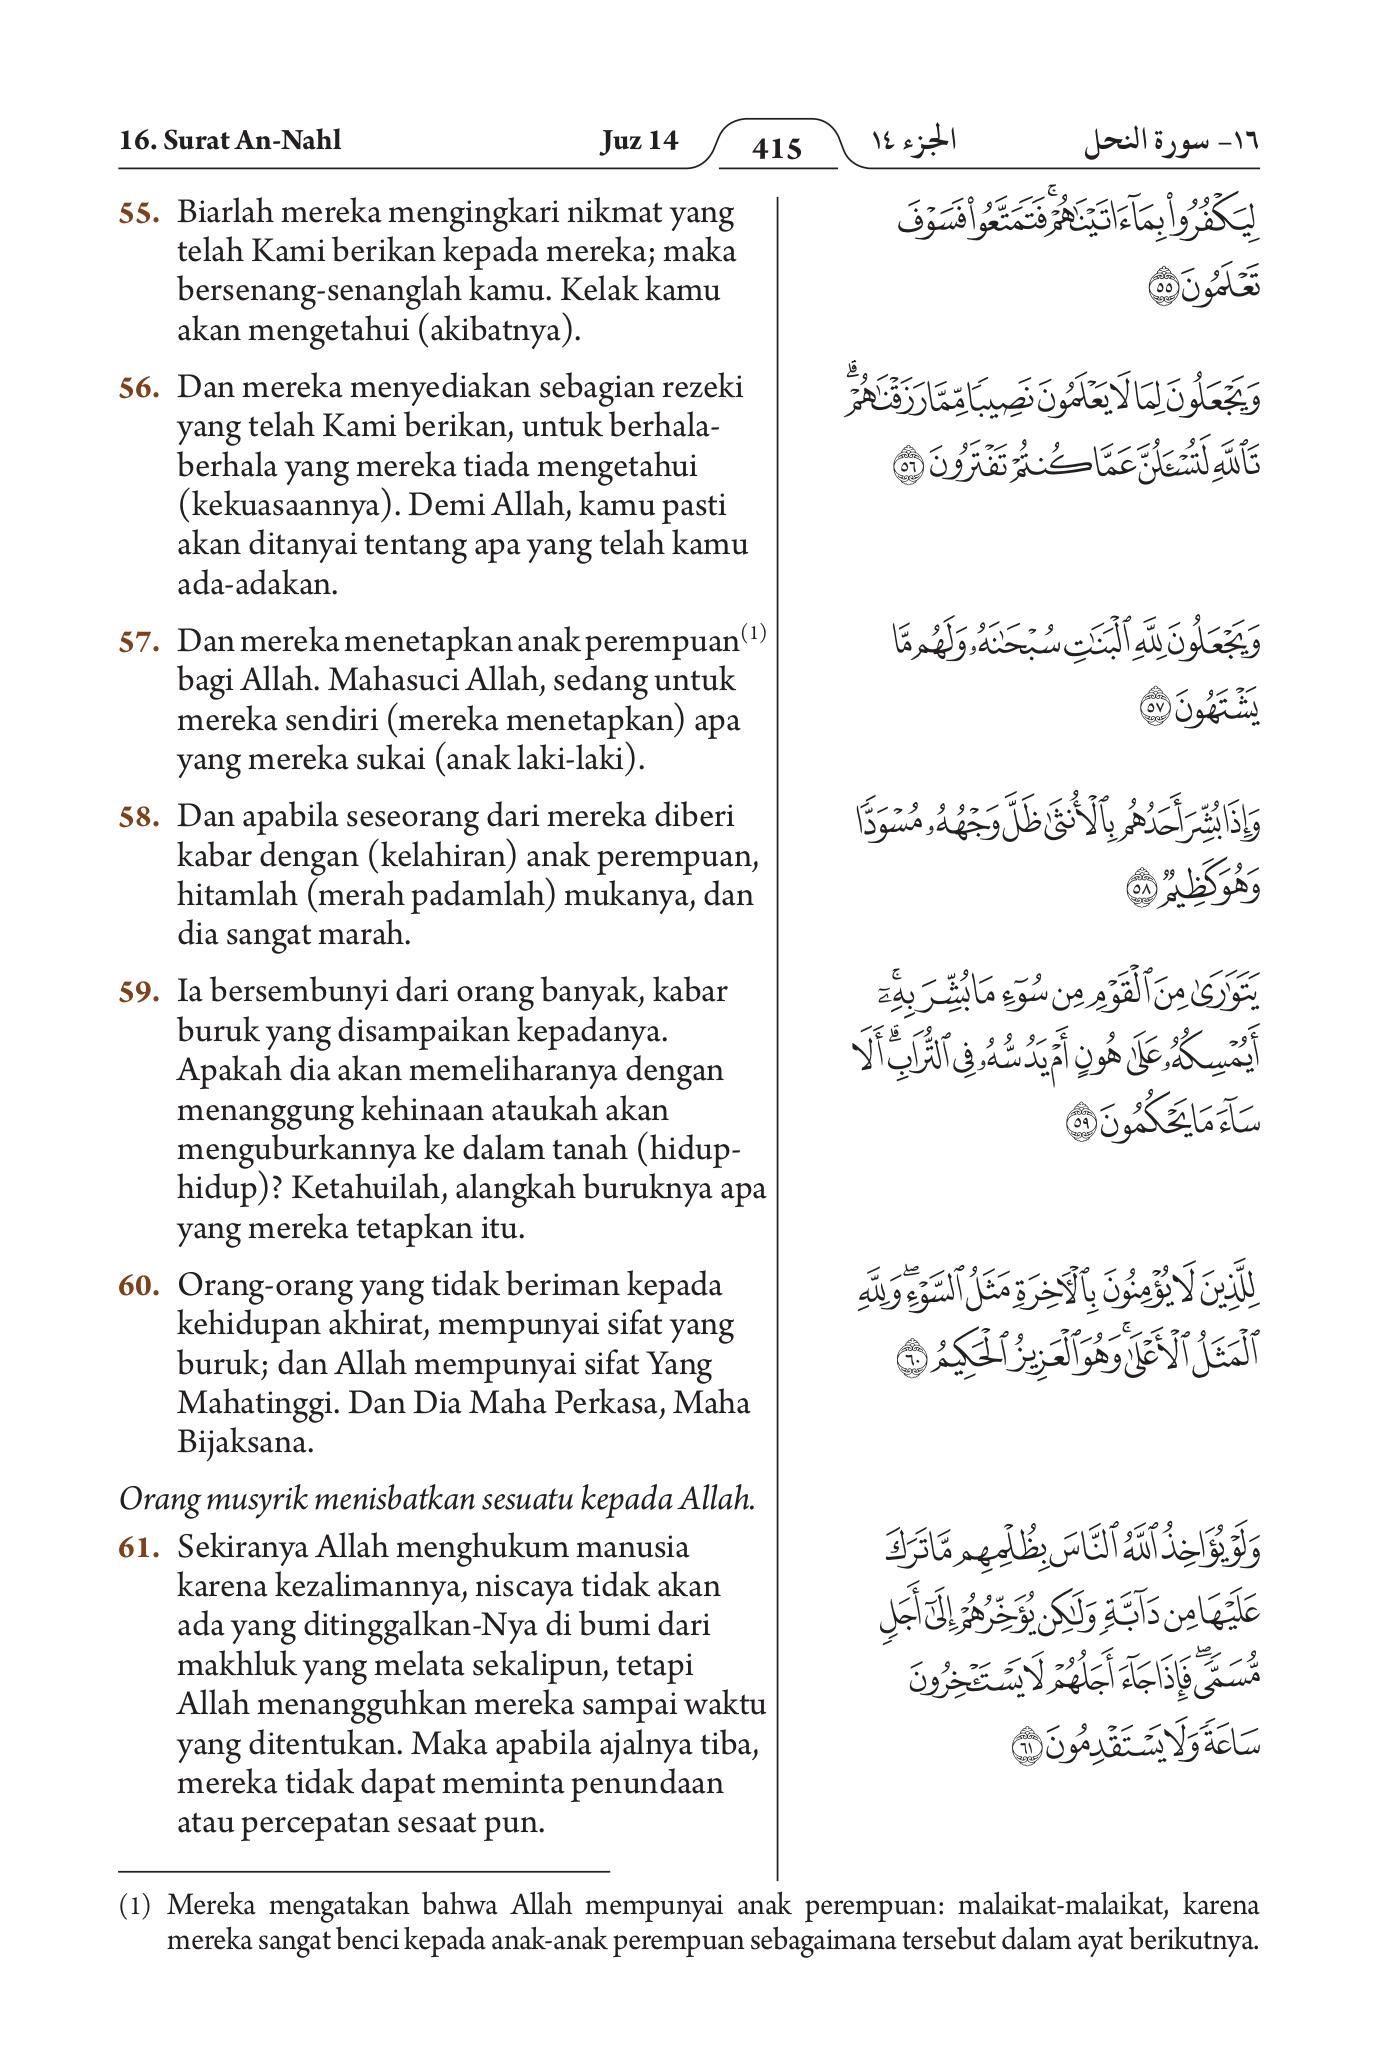 16. Surat An-Nahl Juz 14 415 الجزء ١٤ ١٦- سورة النحل
55. Biarlah mereka mengingkari nikmat yang
telah Kami berikan kepada mereka; maka
bersenang-senanglah kamu. Kelak kamu
akan mengetahui (akibatnya).
56. Dan mereka menyediakan sebagian rezeki
yang telah Kami berikan, untuk berhala-
berhala yang mereka tiada mengetahui
(kekuasaannya). Demi Allah, kamu pasti
akan ditanyai tentang apa yang telah kamu
ada-adakan.
57. Dan mereka menetapkan anak perempuan(1)
bagi Allah. Mahasuci Allah, sedang untuk
mereka sendiri (mereka menetapkan) apa
yang mereka sukai (anak laki-laki).
58. Dan apabila seseorang dari mereka diberi
kabar dengan (kelahiran) anak perempuan,
hitamlah (merah padamlah) mukanya, dan
dia sangat marah.
59. Ia bersembunyi dari orang banyak, kabar
buruk yang disampaikan kepadanya.
Apakah dia akan memeliharanya dengan
menanggung kehinaan ataukah akan
menguburkannya ke dalam tanah (hidup-
hidup)? Ketahuilah, alangkah buruknya apa
yang mereka tetapkan itu.
60. Orang-orang yang tidak beriman kepada
kehidupan akhirat, mempunyai sifat yang
buruk; dan Allah mempunyai sifat Yang
Mahatinggi. Dan Dia Maha Perkasa, Maha
Bijaksana.
Orang musyrik menisbatkan sesuatu kepada Allah.
61. Sekiranya Allah menghukum manusia
karena kezalimannya, niscaya tidak akan
ada yang ditinggalkan-Nya di bumi dari
makhluk yang melata sekalipun, tetapi
Allah menangguhkan mereka sampai waktu
yang ditentukan. Maka apabila ajalnya tiba,
mereka tidak dapat meminta penundaan
atau percepatan sesaat pun.
لِيَكۡفُرُواْ بِمَآ ءَاتَيۡنَٰهُمۡۚ فَتَمَتَّعُواْ فَسَوۡفَ
تَعۡلَمُونَ ٥٥
وَيَجۡعَلُونَ لِمَا لَا يَعۡلَمُونَ نَصِيبٗا مِّمَّا رَزَقۡنَٰهُمۡۗ
تَٱللَّهِ لَتُسۡـَٔلُنَّ عَمَّا كُنتُمۡ تَفۡتَرُونَ ٥٦
وَيَجۡعَلُونَ لِلَّهِ ٱلۡبَنَٰتِ سُبۡحَٰنَهُۥ وَلَهُم مَّا
يَشۡتَهُونَ ٥٧
وَإِذَا بُشِّرَ أَحَدُهُم بِٱلۡأُنثَىٰ ظَلَّ وَجۡهُهُۥ مُسۡوَدّٗا
وَهُوَ كَظِيمٞ ٥٨
يَتَوَٰرَىٰ مِنَ ٱلۡقَوۡمِ مِن سُوٓءِ مَا بُشِّرَ بِهِۦٓۚ
أَيُمۡسِكُهُۥ عَلَىٰ هُونٍ أَمۡ يَدُسُّهُۥ فِي ٱلتُّرَابِۗ أَلَا
سَآءَ مَا يَحۡكُمُونَ ٥٩
لِلَّذِينَ لَا يُؤۡمِنُونَ بِٱلۡأٓخِرَةِ مَثَلُ ٱلسَّوۡءِۖ وَلِلَّهِ
ٱلۡمَثَلُ ٱلۡأَعۡلَىٰۚ وَهُوَ ٱلۡعَزِيزُ ٱلۡحَكِيمُ ٦٠
وَلَوۡ يُؤَاخِذُ ٱللَّهُ ٱلنَّاسَ بِظُلۡمِهِم مَّا تَرَكَ
عَلَيۡهَا مِن دَآبَّةٖ وَلَٰكِن يُؤَخِّرُهُمۡ إِلَىٰٓ أَجَلٖ
مُّسَمّٗىۖ فَإِذَا جَآءَ أَجَلُهُمۡ لَا يَسۡتَـٔۡخِرُونَ
سَاعَةٗ وَلَا يَسۡتَقۡدِمُونَ ٦١
(1) Mereka mengatakan bahwa Allah mempunyai anak perempuan: malaikat-malaikat, karena
mereka sangat benci kepada anak-anak perempuan sebagaimana tersebut dalam ayat berikutnya.